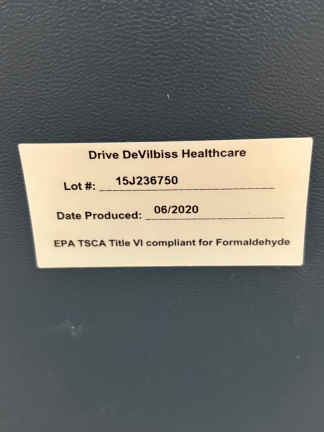 Drive DeVilbiss Healthcare
Lot #: 15J236750
Date Produced: 06/2020
EPA TSCA Title VI compliant for Formaldehyde